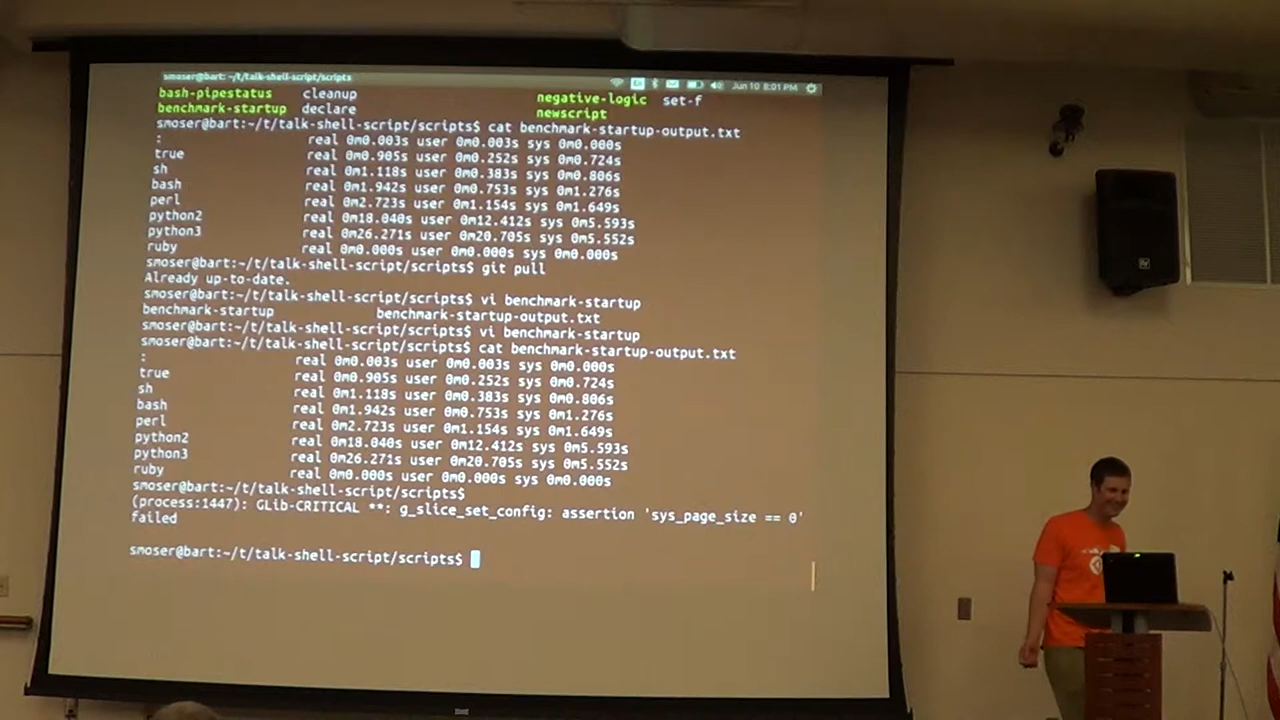 smoser@bart: ~/t/talk-shell-script/scripts Jun 10 8:01 PM
bash-pipestatus cleanup negative-logic set-f
benchmark-startup declare newscript
smoser@bart:~/t/talk-shell-script/scripts$ cat benchmark-startup-output.txt
: real 0m0.003s user 0m0.003s sys 0m0.000s
true real 0m0.905s user 0m0.252s sys 0m0.724s
sh real 0m1.118s user 0m0.383s sys 0m0.806s
bash real 0m1.942s user 0m0.753s sys 0m1.276s
perl real 0m2.723s user 0m1.154s sys 0m1.649s
python2 real 0m18.040s user 0m12.412s sys 0m5.593s
python3 real 0m26.271s user 0m20.705s sys 0m5.552s
ruby real 0m0.000s user 0m0.000s sys 0m0.000s
smoser@bart:~/t/talk-shell-script/scripts$ git pull
Already up-to-date.
smoser@bart:~/t/talk-shell-script/scripts$ vi benchmark-startup
benchmark-startup benchmark-startup-output.txt
smoser@bart:~/t/talk-shell-script/scripts$ vi benchmark-startup
smoser@bart:~/t/talk-shell-script/scripts$ cat benchmark-startup-output.txt
: real 0m0.003s user 0m0.003s sys 0m0.000s
true real 0m0.905s user 0m0.252s sys 0m0.724s
sh real 0m1.118s user 0m0.383s sys 0m0.806s
bash real 0m1.942s user 0m0.753s sys 0m1.276s
perl real 0m2.723s user 0m1.154s sys 0m1.649s
python2 real 0m18.040s user 0m12.412s sys 0m5.593s
python3 real 0m26.271s user 0m20.705s sys 0m5.552s
ruby real 0m0.000s user 0m0.000s sys 0m0.000s
smoser@bart:~/t/talk-shell-script/scripts$
(process:1447): GLib-CRITICAL **: g_slice_set_config: assertion 'sys_page_size == 0'
failed
smoser@bart:~/t/talk-shell-script/scripts$